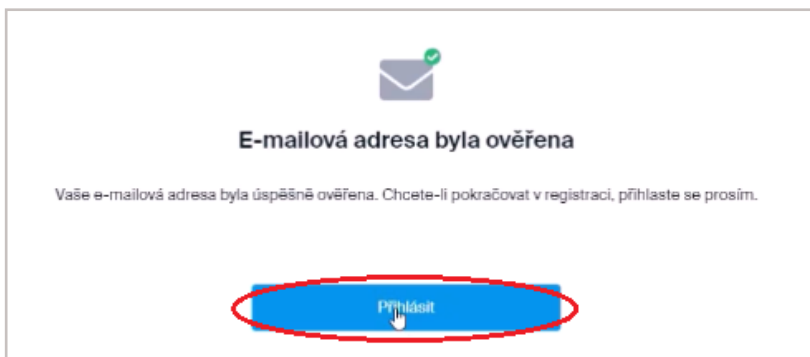 E-mailová adresa byla ověřena
Vaše e-mailová adresa byla úspěšně ověřena. Chcete-li pokračovat v registraci, přihlaste se prosím.
Přihlásit